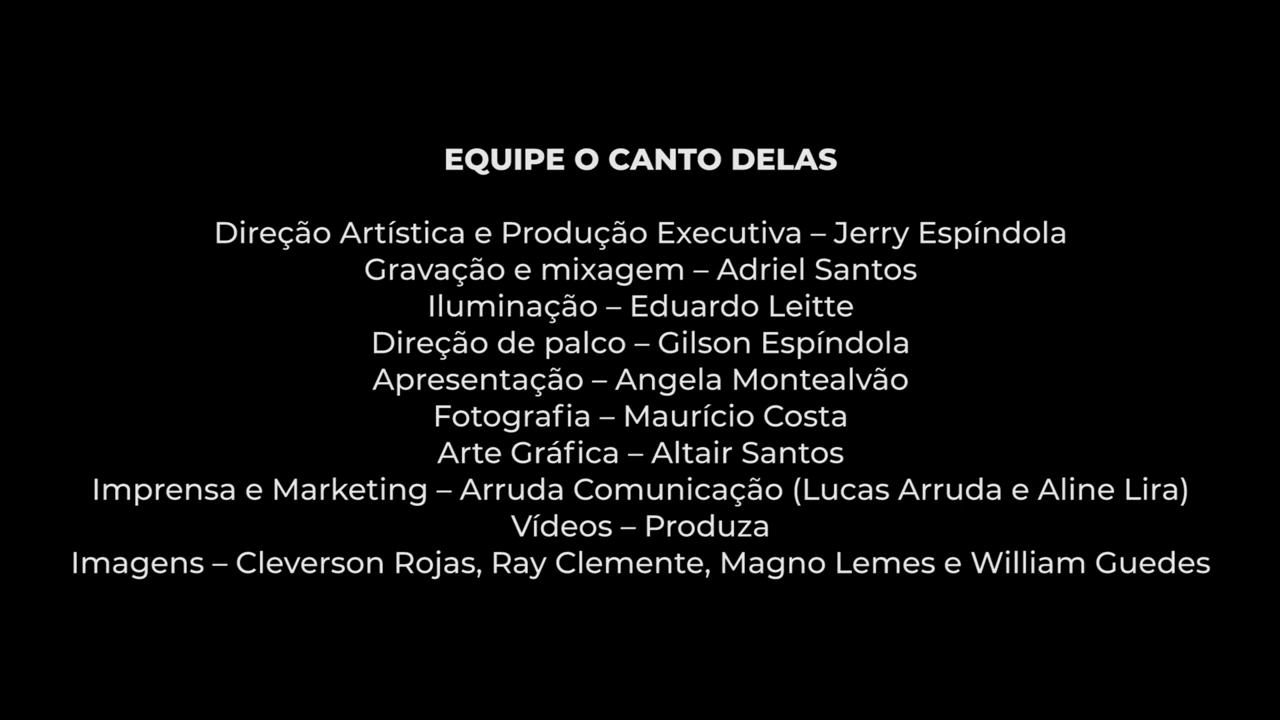 EQUIPE O CANTO DELAS
Direção Artística e Produção Executiva – Jerry Espíndola
Gravação e mixagem – Adriel Santos
Iluminação – Eduardo Leitte
Direção de palco – Gilson Espíndola
Apresentação – Angela Montealvão
Fotografia – Maurício Costa
Arte Gráfica – Altair Santos
Imprensa e Marketing – Arruda Comunicação (Lucas Arruda e Aline Lira)
Vídeos – Produza
Imagens – Cleverson Rojas, Ray Clemente, Magno Lemes e William Guedes